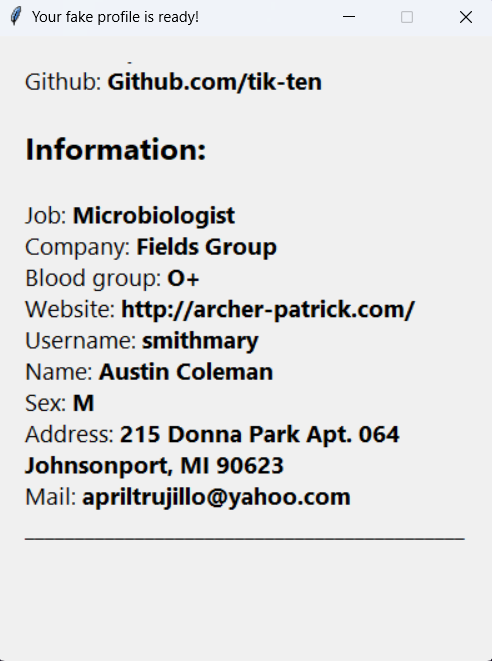 Your fake profile is ready!
Github: Github.com/tik-ten
Information:
Job: Microbiologist
Company: Fields Group
Blood group: O+
Website: http://archer-patrick.com/
Username: smithmary
Name: Austin Coleman
Sex: M
Address: 215 Donna Park Apt. 064
Johnsonport, MI 90623
Mail: apriltrujillo@yahoo.com
____________________________________________